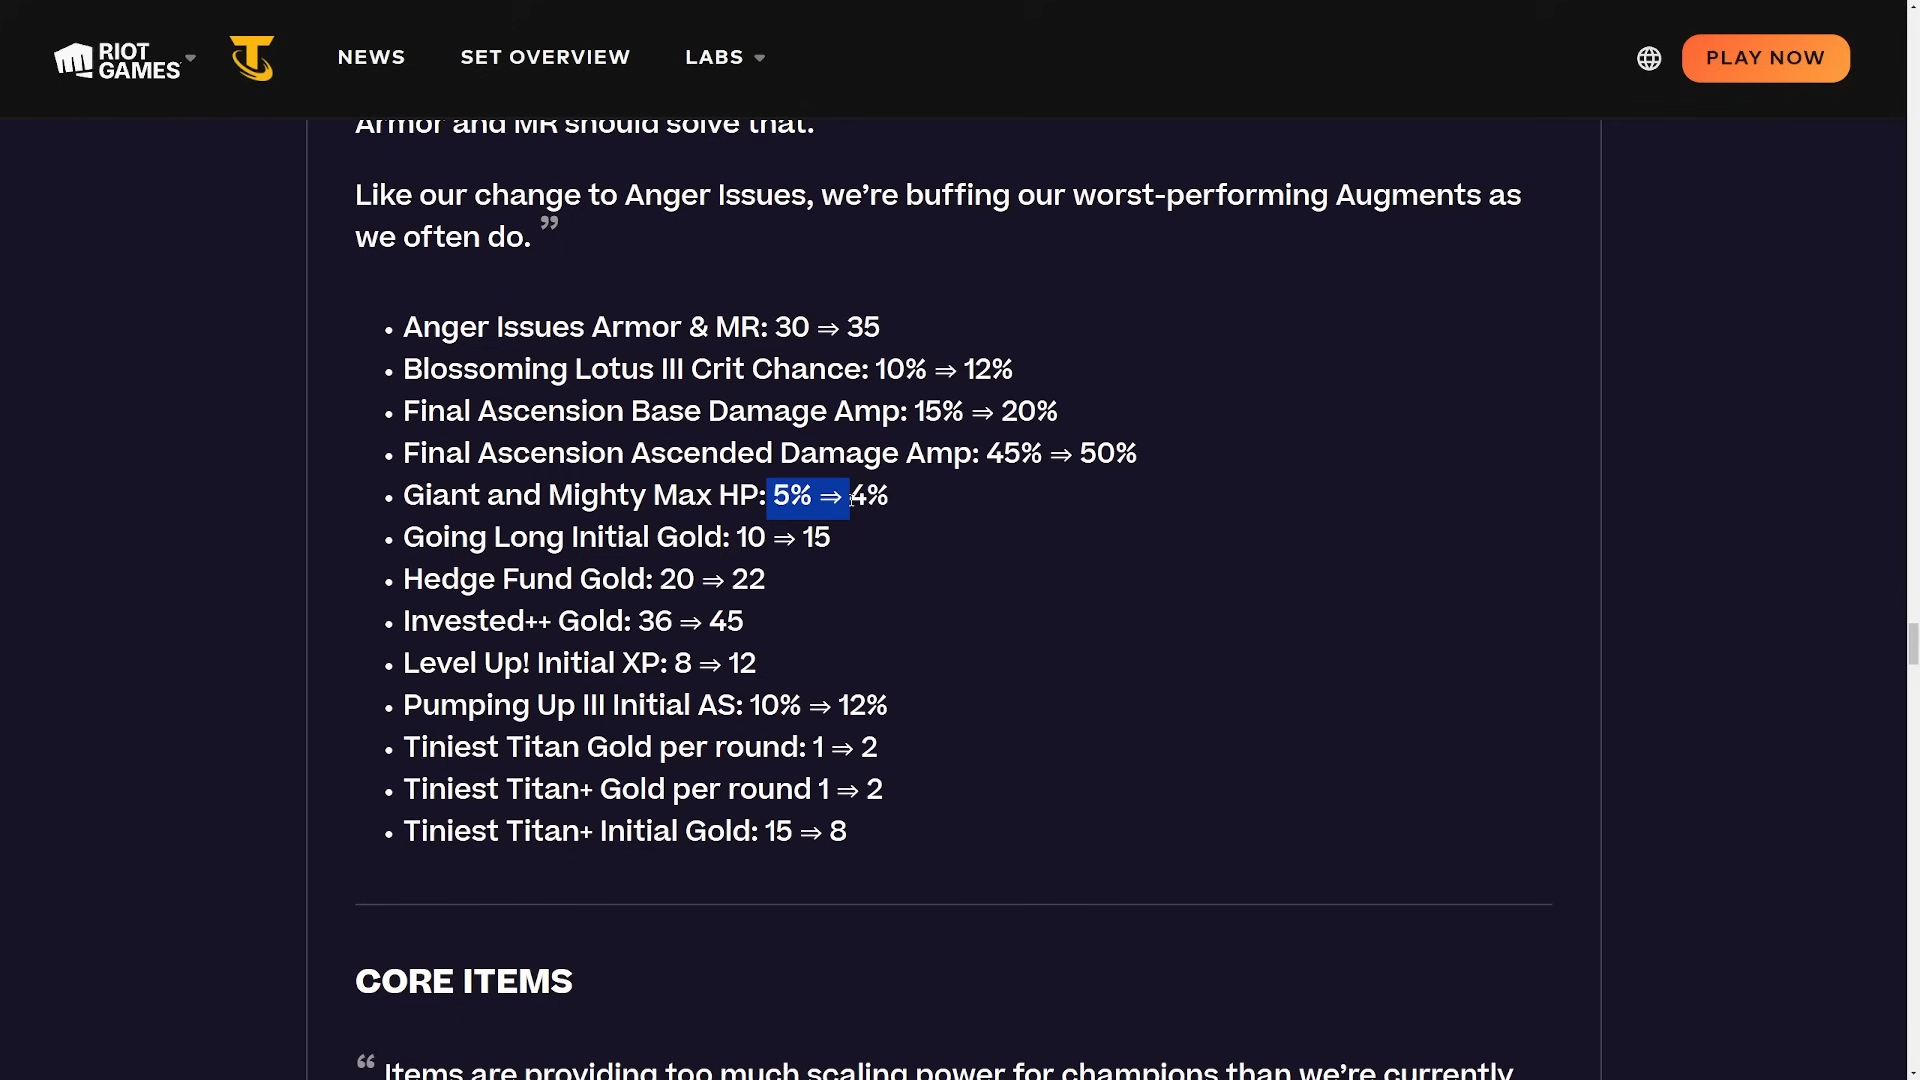 RIOT GAMES
NEWS
SET OVERVIEW
LABS
PLAY NOW
Armor and MR should solve that.
Like our change to Anger Issues, we're buffing our worst-performing Augments as
we often do. ”
• Anger Issues Armor & MR: 30 ⇒ 35
• Blossoming Lotus III Crit Chance: 10% ⇒ 12%
• Final Ascension Base Damage Amp: 15% ⇒ 20%
• Final Ascension Ascended Damage Amp: 45% ⇒ 50%
• Giant and Mighty Max HP: 5% ⇒ 4%
• Going Long Initial Gold: 10 ⇒ 15
• Hedge Fund Gold: 20 ⇒ 22
• Invested++ Gold: 36 ⇒ 45
• Level Up! Initial XP: 8 ⇒ 12
• Pumping Up III Initial AS: 10% ⇒ 12%
• Tiniest Titan Gold per round: 1 ⇒ 2
• Tiniest Titan+ Gold per round 1 ⇒ 2
• Tiniest Titan+ Initial Gold: 15 ⇒ 8
CORE ITEMS
“ Items are providing too much scaling power for champions than we're currently